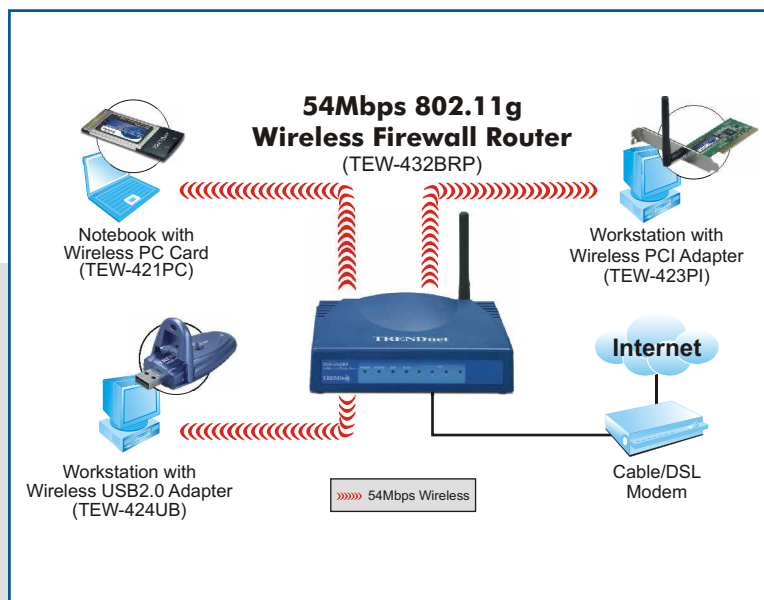 54Mbps 802.11g
Wireless Firewall Router
(TEW-432BRP)
Notebook with
Wireless PC Card
(TEW-421PC)
Workstation with
Wireless PCI Adapter
(TEW-423PI)
TRENDnet
TRENDnet
Internet
Workstation with
Wireless USB2.0 Adapter
(TEW-424UB)
Cable/DSL
Modem
54Mbps Wireless